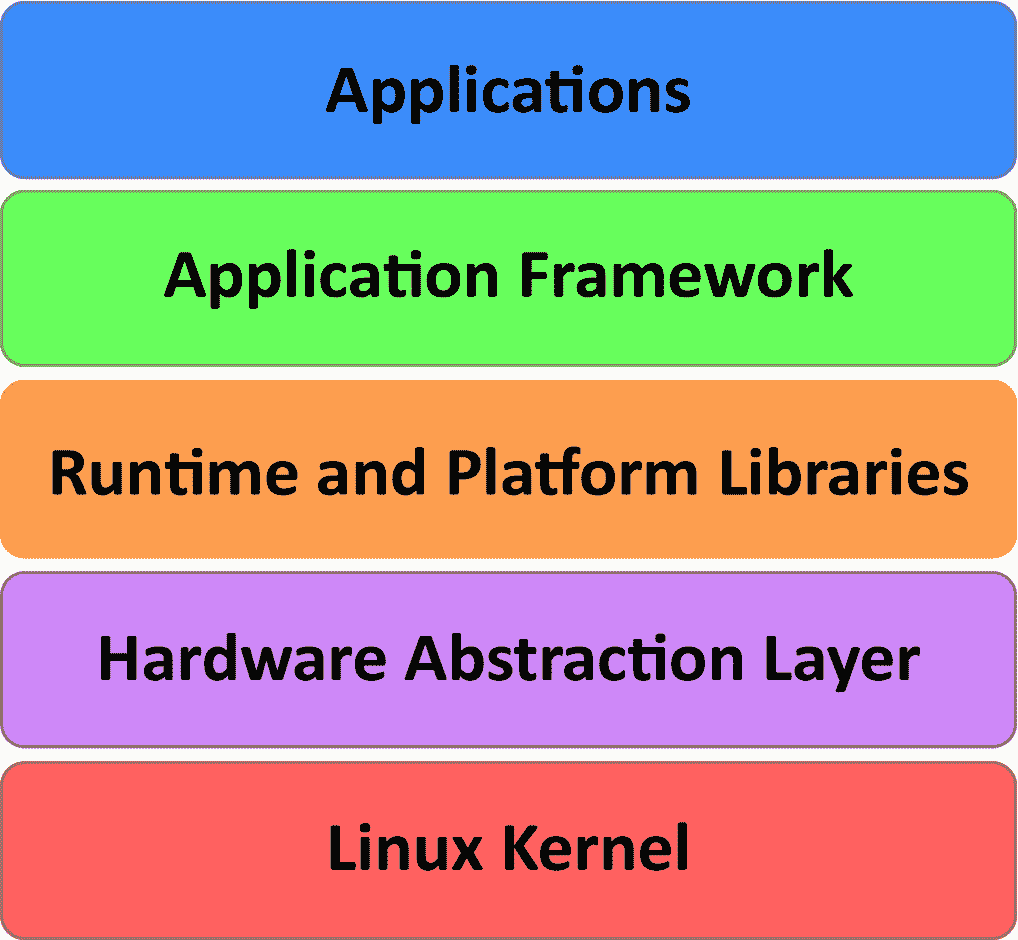 Applications
Application Framework
Runtime and Platform Libraries
Hardware Abstraction Layer
Linux Kernel